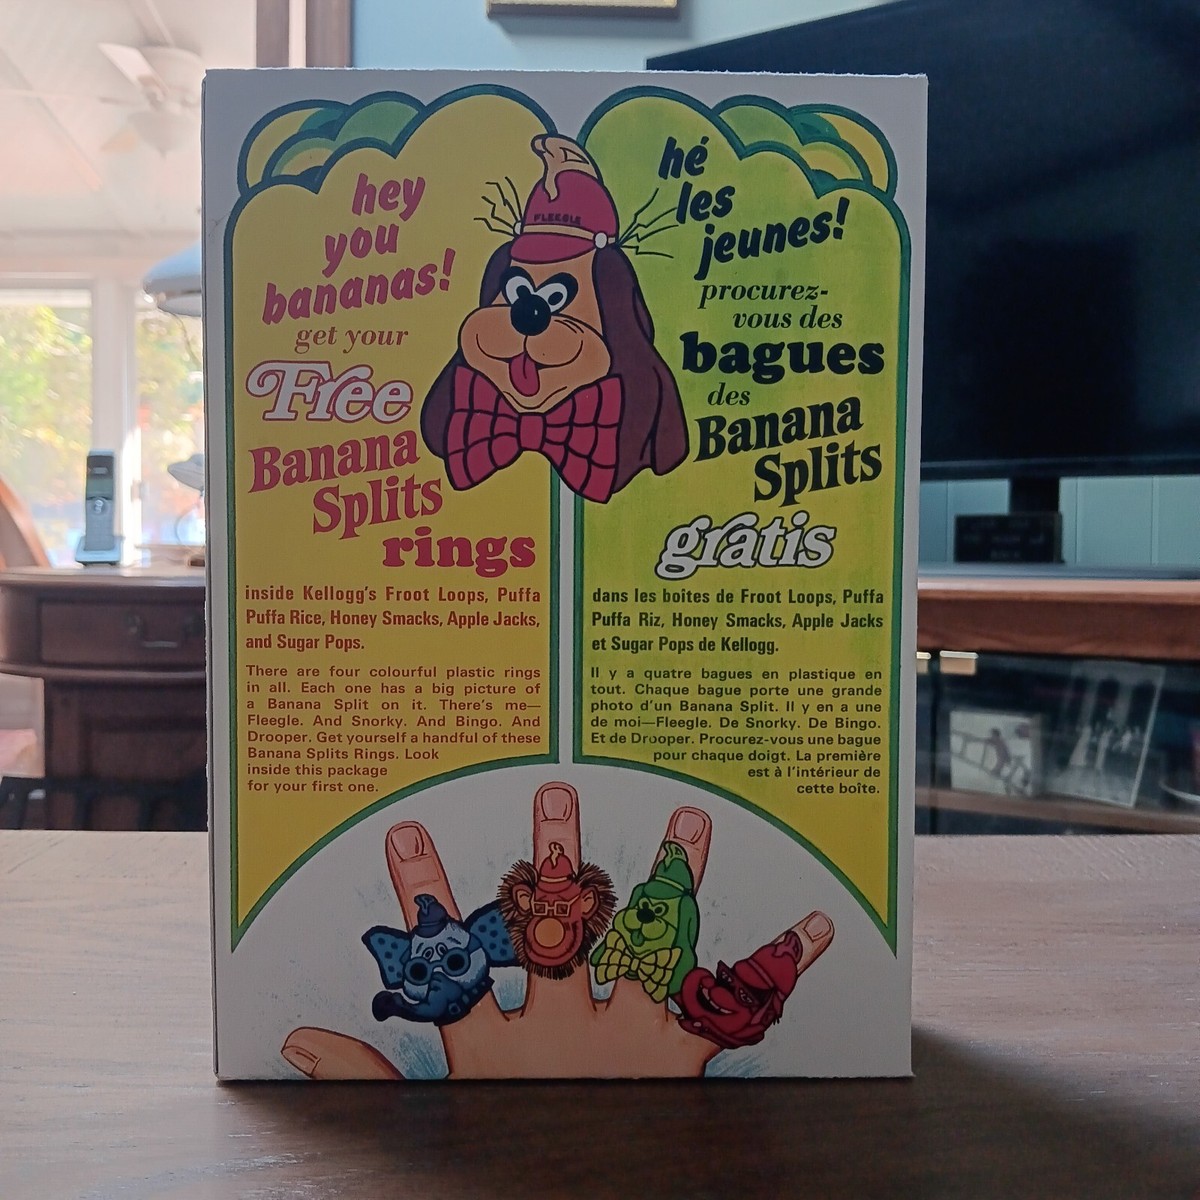 hey
you
bananas!
get your
Free
Banana
Splits
rings
inside Kellogg's Froot Loops, Puffa
Puffa Rice, Honey Smacks, Apple Jacks,
and Sugar Pops.
There are four colourful plastic rings
in all. Each one has a big picture of
a Banana Split on it. There's me—
Fleegle. And Snorky. And Bingo. And
Drooper. Get yourself a handful of these
Banana Splits Rings. Look
inside this package
for your first one.
FLEEGLE
hé
les
jeunes!
procurez-
vous des
bagues
des
Banana
Splits
gratis
dans les boîtes de Froot Loops, Puffa
Puffa Riz, Honey Smacks, Apple Jacks
et Sugar Pops de Kellogg.
Il y a quatre bagues en plastique en
tout. Chaque bague porte une grande
photo d'un Banana Split. Il y en a une
de moi—Fleegle. De Snorky. De Bingo.
Et de Drooper. Procurez-vous une bague
pour chaque doigt. La première
est à l'intérieur de
cette boîte.